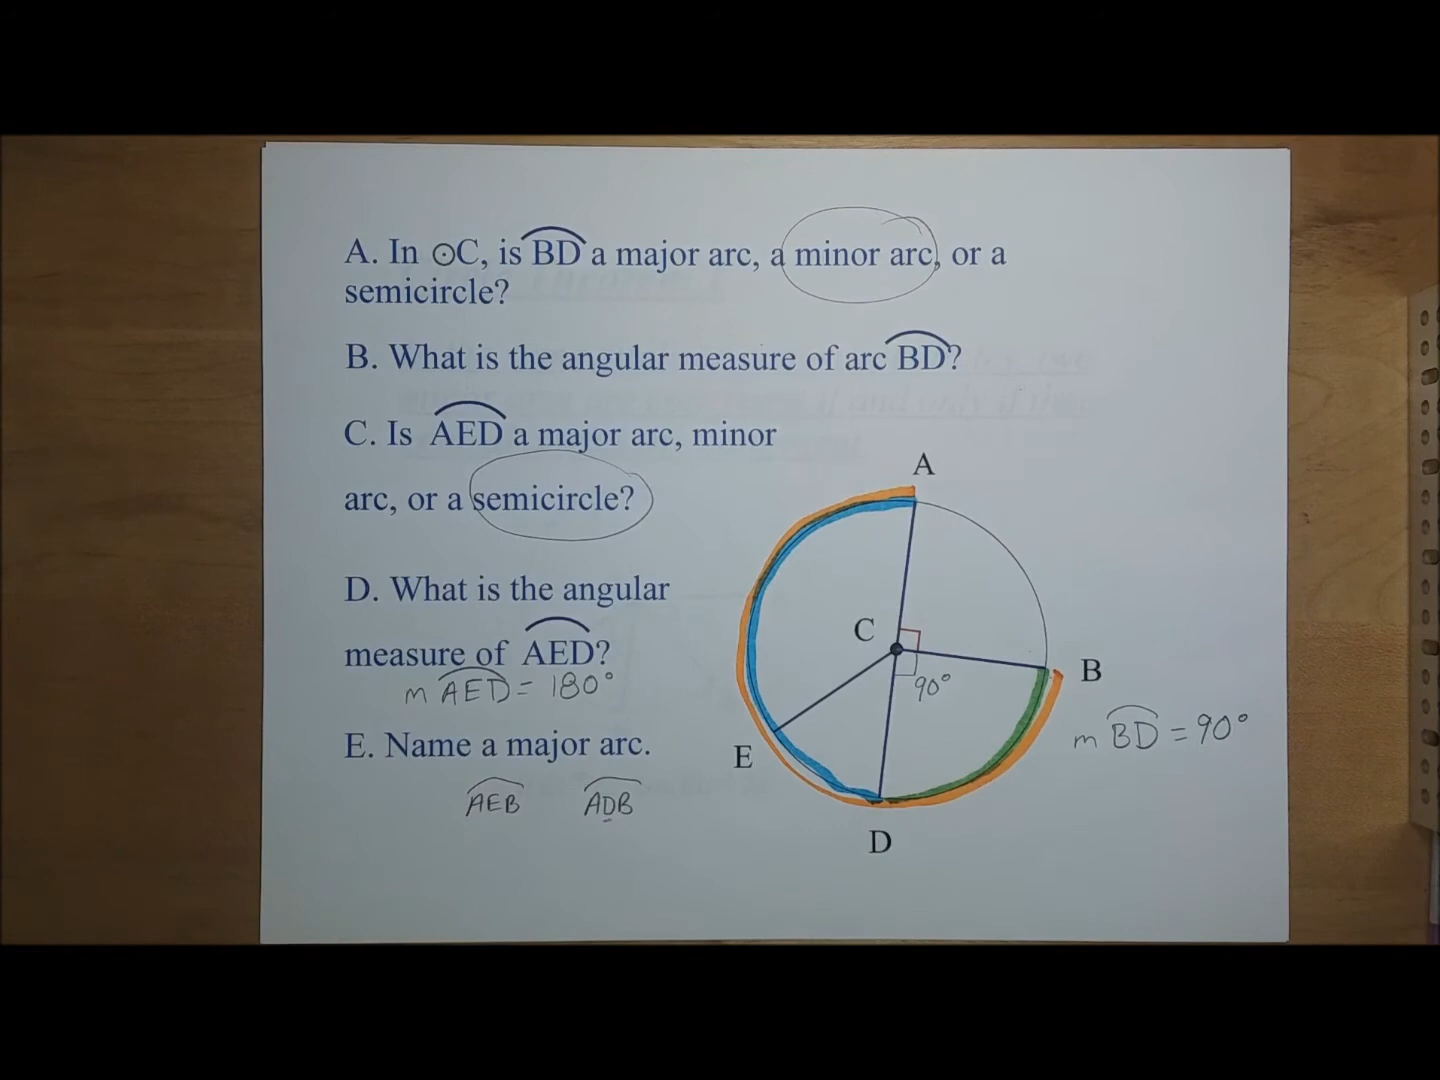 A. In ⊙C, is BD a major arc, a minor arc, or a
semicircle?
B. What is the angular measure of arc BD?
C. Is AED a major arc, minor
arc, or a semicircle?
D. What is the angular
measure of AED?
m AED = 180°
E. Name a major arc.
AEB ADB
A
C
B
90°
m BD = 90°
E
D